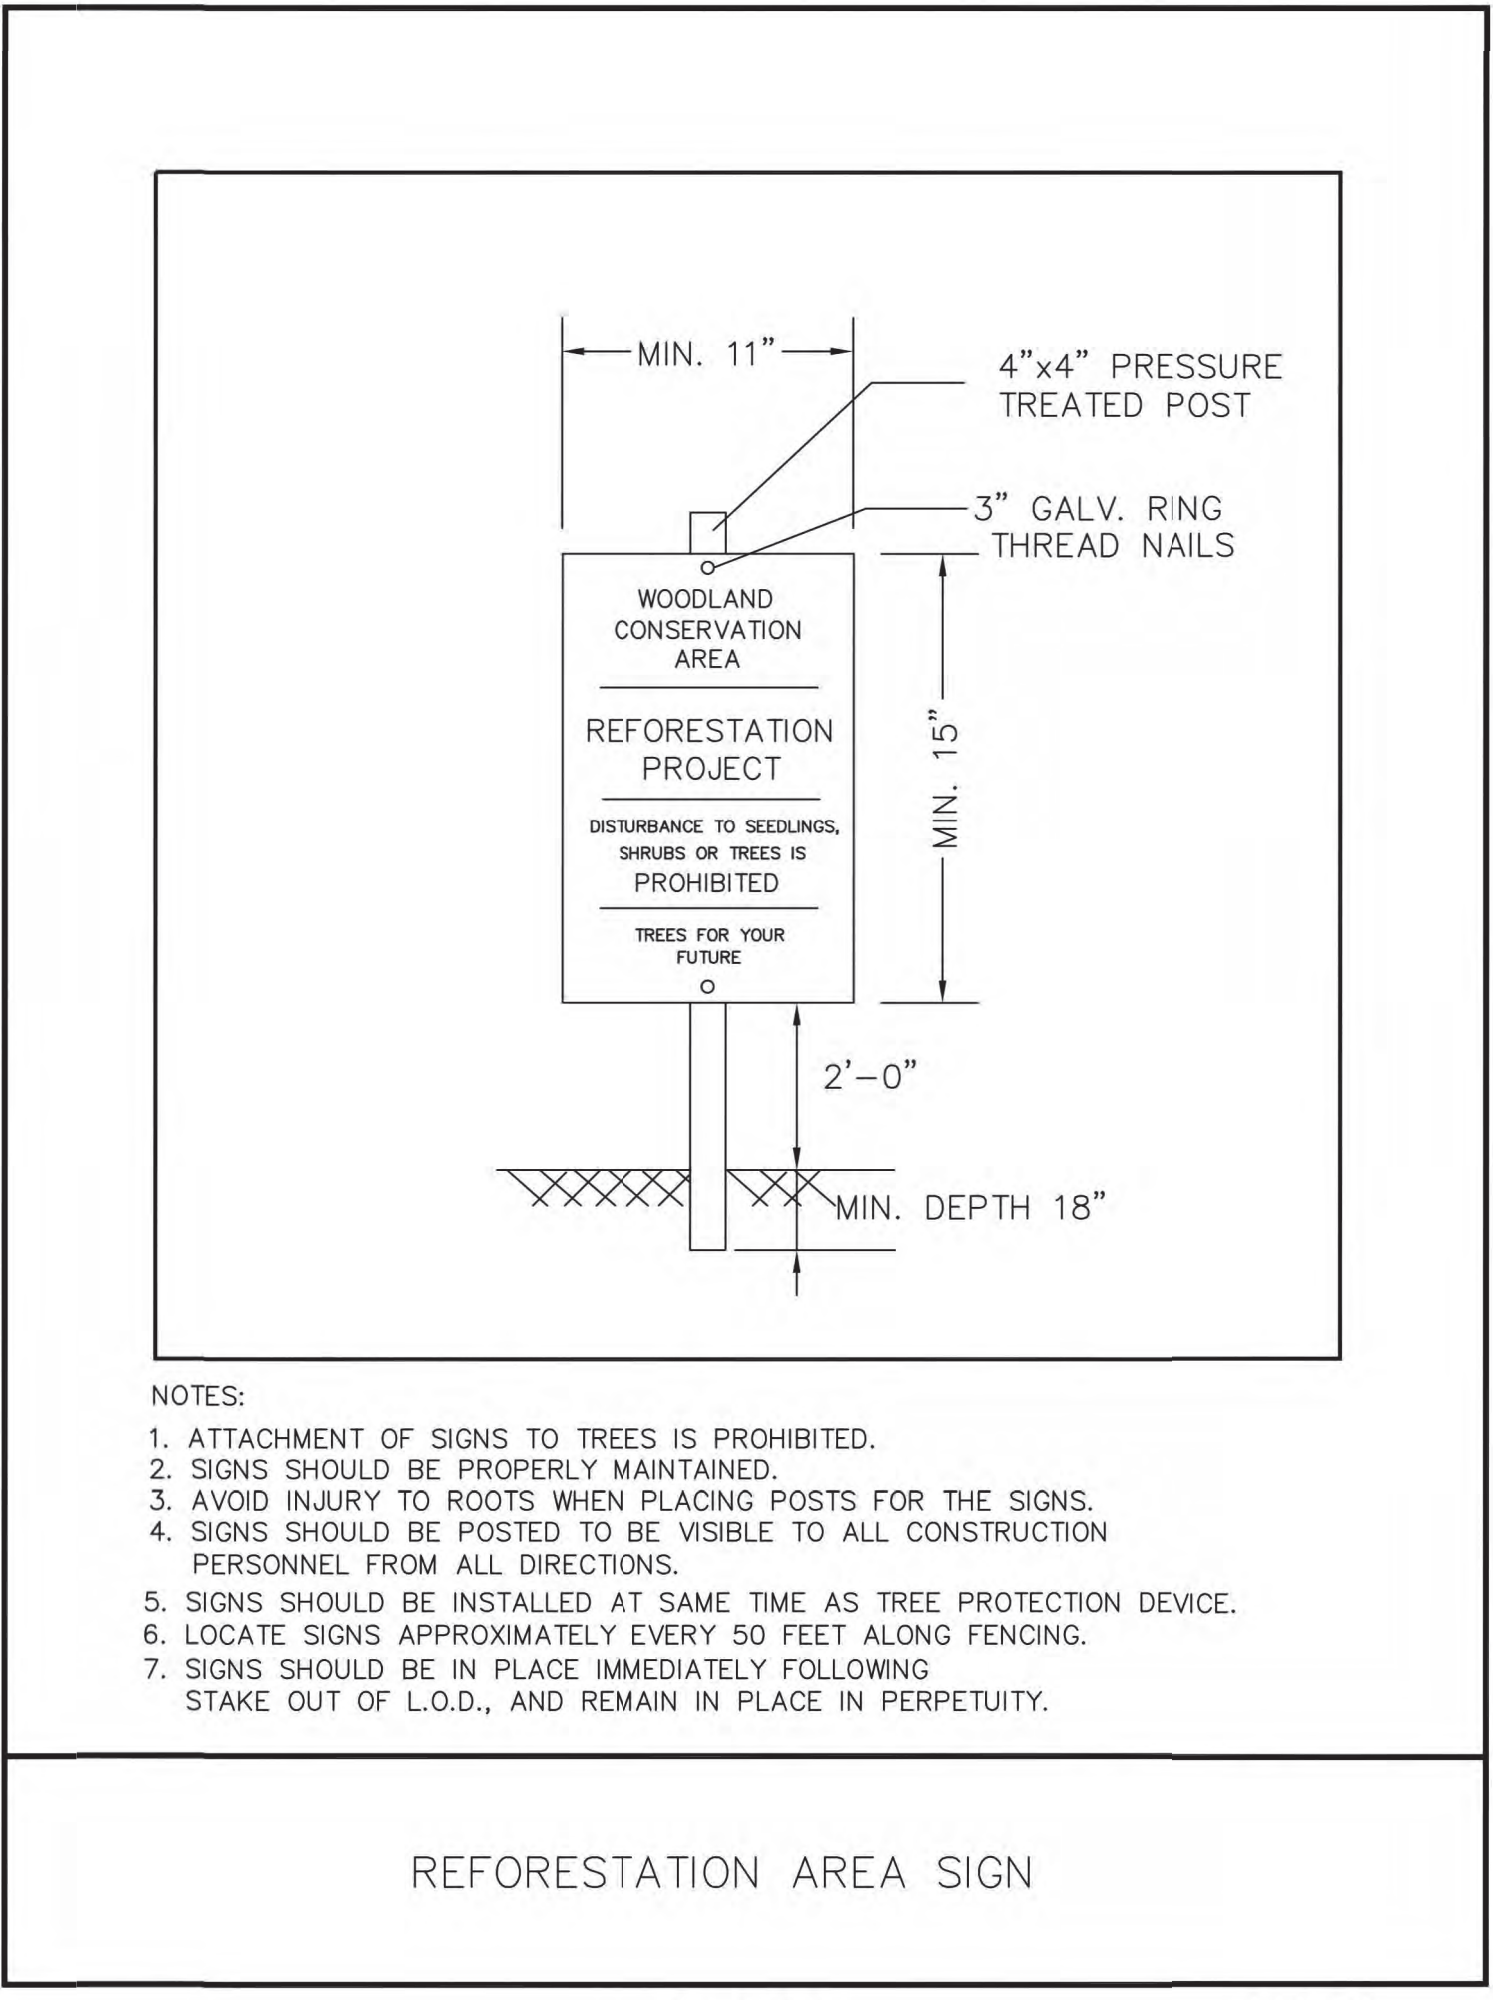 MIN. 11”
4”x4” PRESSURE
TREATED POST
3” GALV. RING
THREAD NAILS
WOODLAND
CONSERVATION
AREA
REFORESTATION
PROJECT
DISTURBANCE TO SEEDLINGS,
SHRUBS OR TREES IS
PROHIBITED
TREES FOR YOUR
FUTURE
MIN. 15”
2’–0”
MIN. DEPTH 18”
NOTES:
1. ATTACHMENT OF SIGNS TO TREES IS PROHIBITED.
2. SIGNS SHOULD BE PROPERLY MAINTAINED.
3. AVOID INJURY TO ROOTS WHEN PLACING POSTS FOR THE SIGNS.
4. SIGNS SHOULD BE POSTED TO BE VISIBLE TO ALL CONSTRUCTION
PERSONNEL FROM ALL DIRECTIONS.
5. SIGNS SHOULD BE INSTALLED AT SAME TIME AS TREE PROTECTION DEVICE.
6. LOCATE SIGNS APPROXIMATELY EVERY 50 FEET ALONG FENCING.
7. SIGNS SHOULD BE IN PLACE IMMEDIATELY FOLLOWING
STAKE OUT OF L.O.D., AND REMAIN IN PLACE IN PERPETUITY.
REFORESTATION AREA SIGN